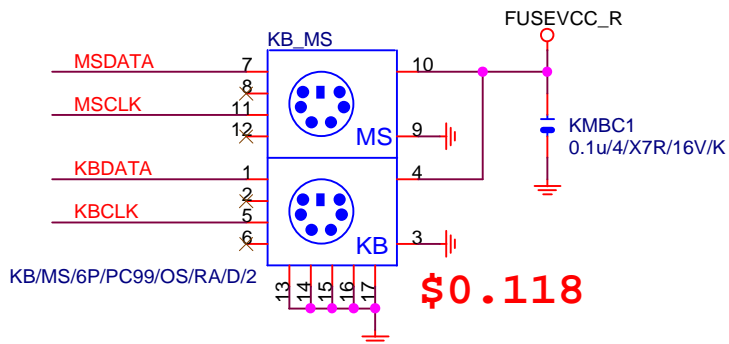 FUSEVCC_R
KB_MS
MSDATA 7 10
8
MSCLK 11
12 MS 9
KMBC1
0.1u/4/X7R/16V/K
KBDATA 1 4
2
KBCLK 5
6 KB 3
KB/MS/6P/PC99/OS/RA/D/2
13 14 15 16 17
$0.118